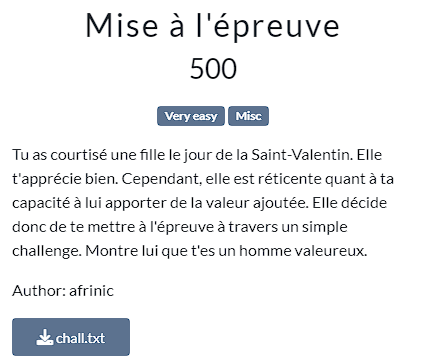 Mise à l'épreuve
500
Very easy Misc
Tu as courtisé une fille le jour de la Saint-Valentin. Elle
t'apprécie bien. Cependant, elle est réticente quant à ta
capacité à lui apporter de la valeur ajoutée. Elle décide
donc de te mettre à l'épreuve à travers un simple
challenge. Montre lui que t'es un homme valeureux.
Author: afrinic
chall.txt